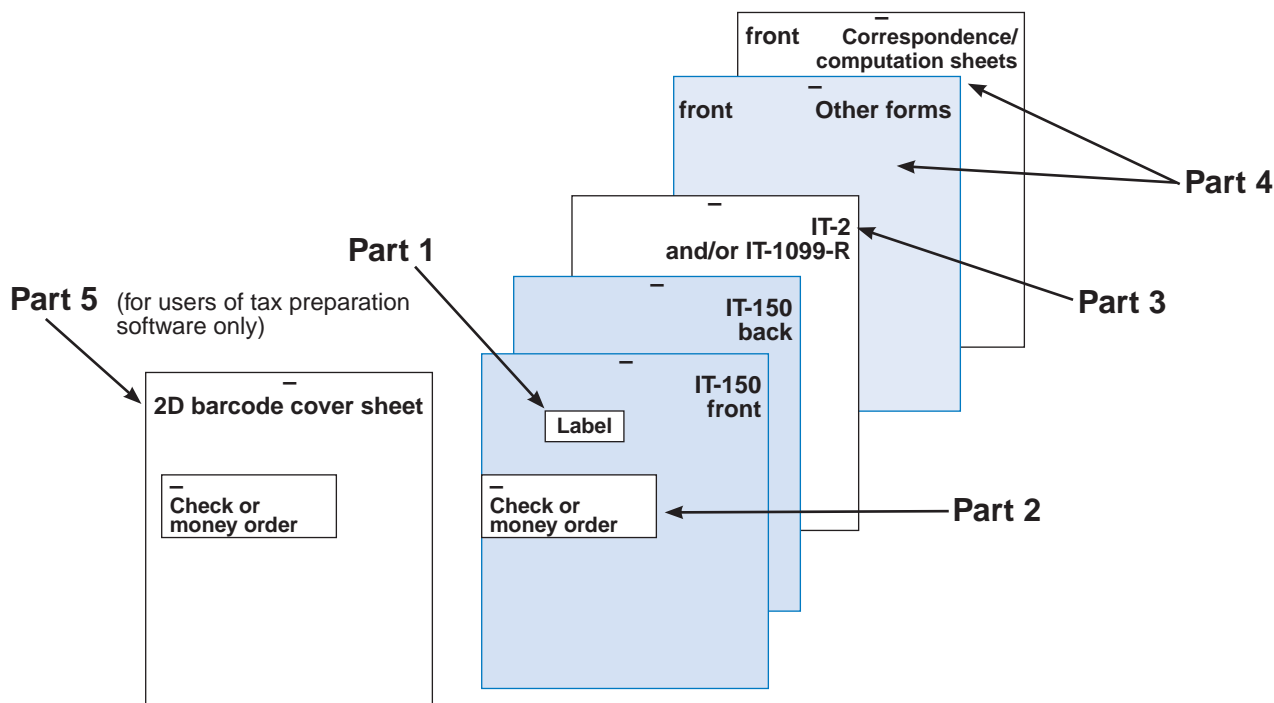 front Correspondence/
computation sheets
front Other forms
Part 4
IT-2
and/or IT-1099-R
Part 3
Part 1
Part 5 (for users of tax preparation
software only)
IT-150
back
IT-150
front
Label
2D barcode cover sheet
Check or
money order
Check or
money order
Part 2